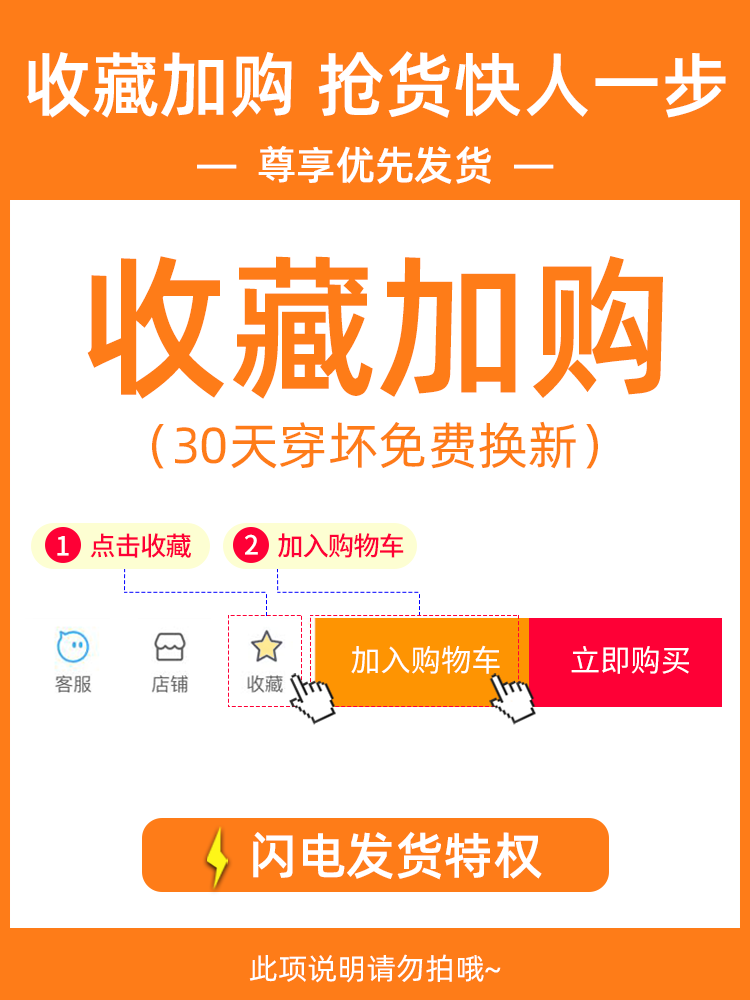 收藏加购 抢货快人一步
— 尊享优先发货 —
收藏加购
（30天穿坏免费换新）
1 点击收藏
2 加入购物车
客服
店铺
收藏
加入购物车
立即购买
闪电发货特权
此项说明请勿拍哦~